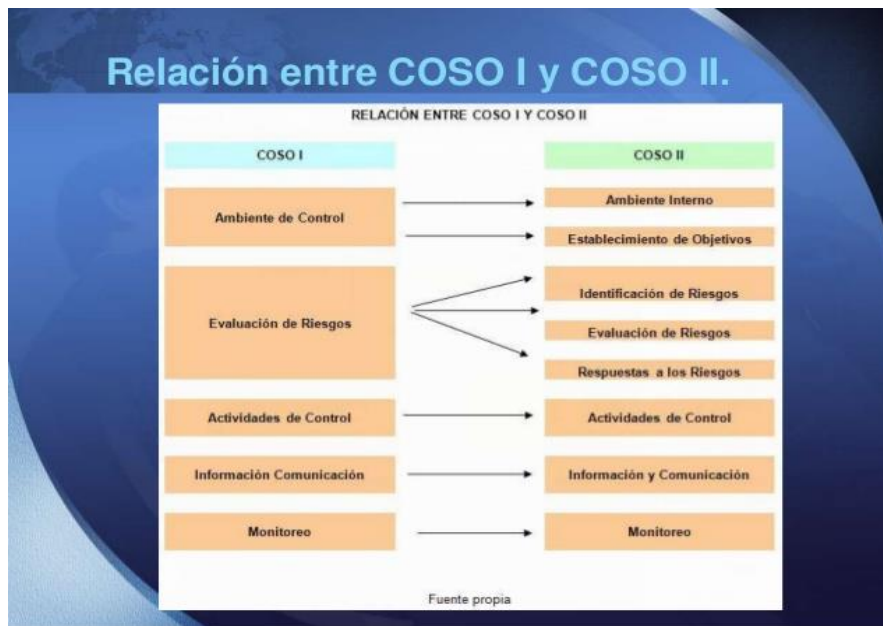 Relación entre COSO I y COSO II.
RELACIÓN ENTRE COSO I Y COSO II
COSO I
COSO II
Ambiente de Control
Ambiente Interno
Establecimiento de Objetivos
Evaluación de Riesgos
Identificación de Riesgos
Evaluación de Riesgos
Respuestas a los Riesgos
Actividades de Control
Actividades de Control
Información Comunicación
Información y Comunicación
Monitoreo
Monitoreo
Fuente propia